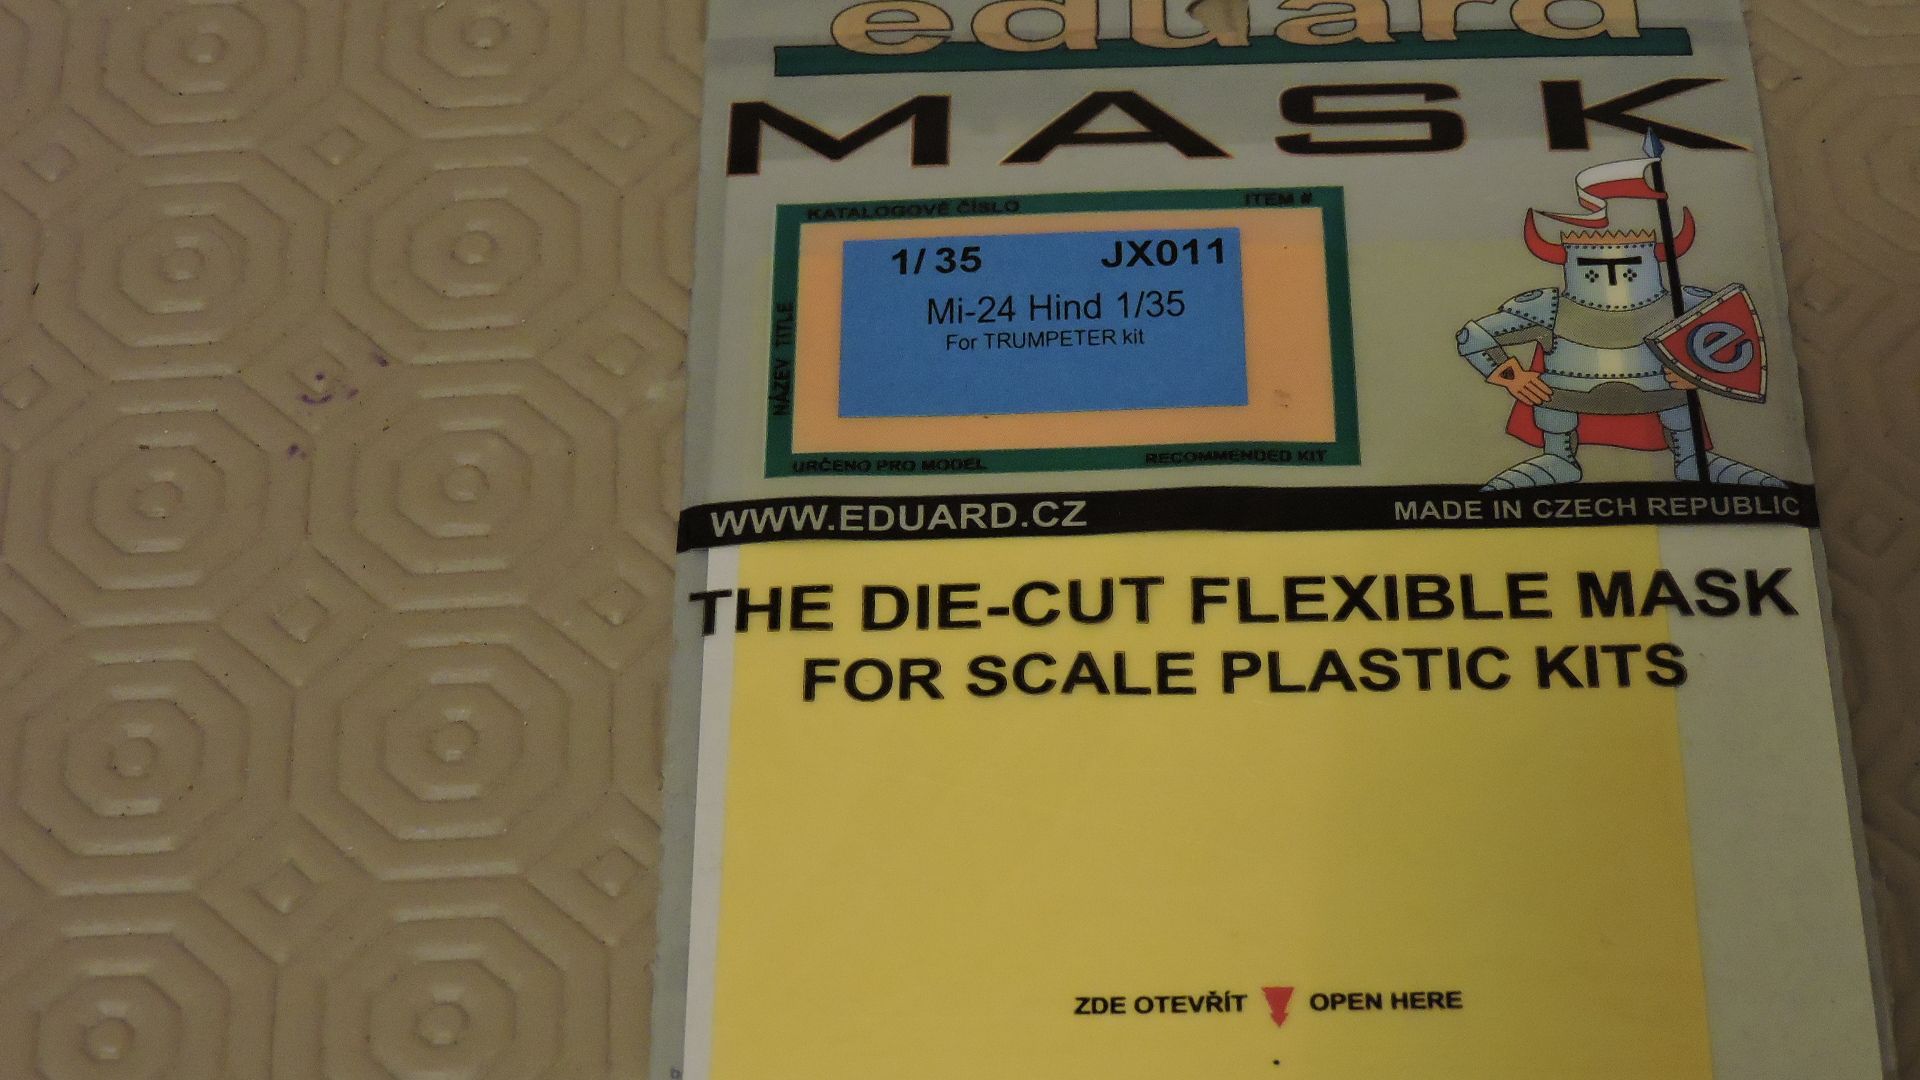 eduard
MASK
KATALOGOVÉ ČÍSLO ITEM #
1/35 JX011
Mi-24 Hind 1/35
For TRUMPETER kit
NÁZEV TITLE
URČENO PRO MODEL RECOMMENDED KIT
e
WWW.EDUARD.CZ MADE IN CZECH REPUBLIC
THE DIE-CUT FLEXIBLE MASK
FOR SCALE PLASTIC KITS
ZDE OTEVŘÍT OPEN HERE